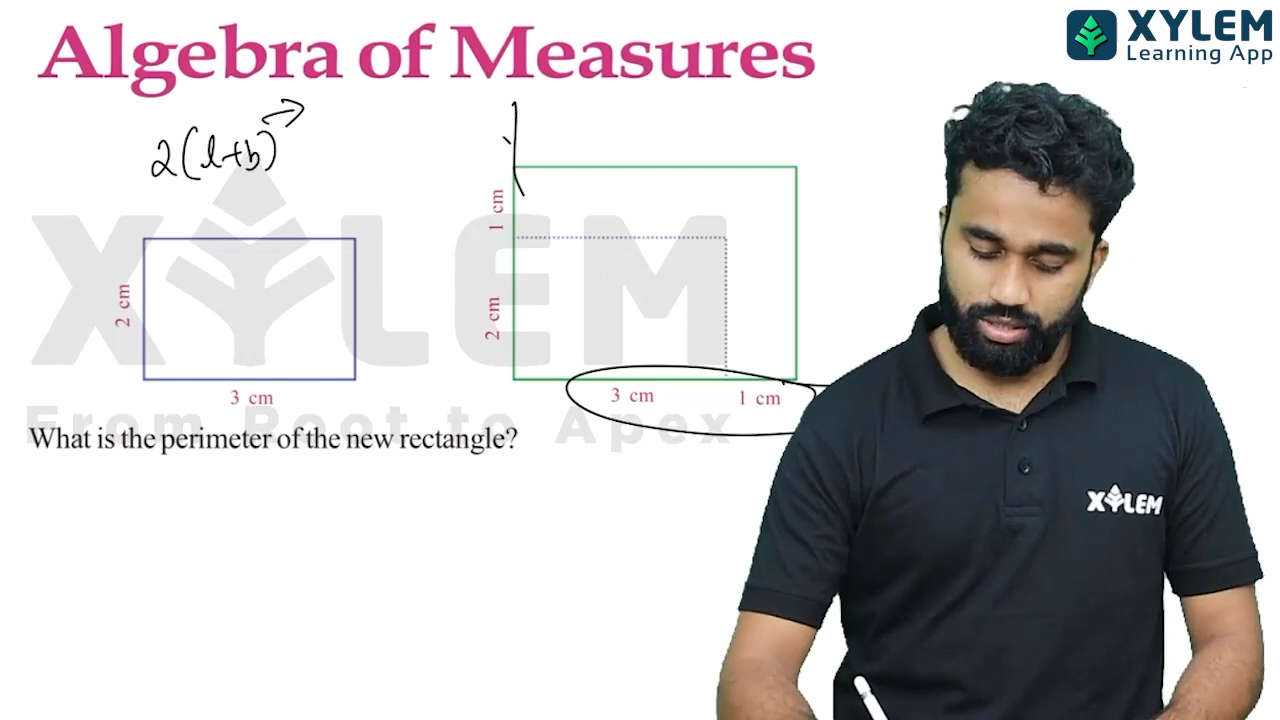 Algebra of Measures
XYLEM
Learning App
2(l+b)
XYLEM
1 cm
2 cm
2 cm
3 cm
3 cm
1 cm
From Root to Apex
What is the perimeter of the new rectangle?
XYLEM